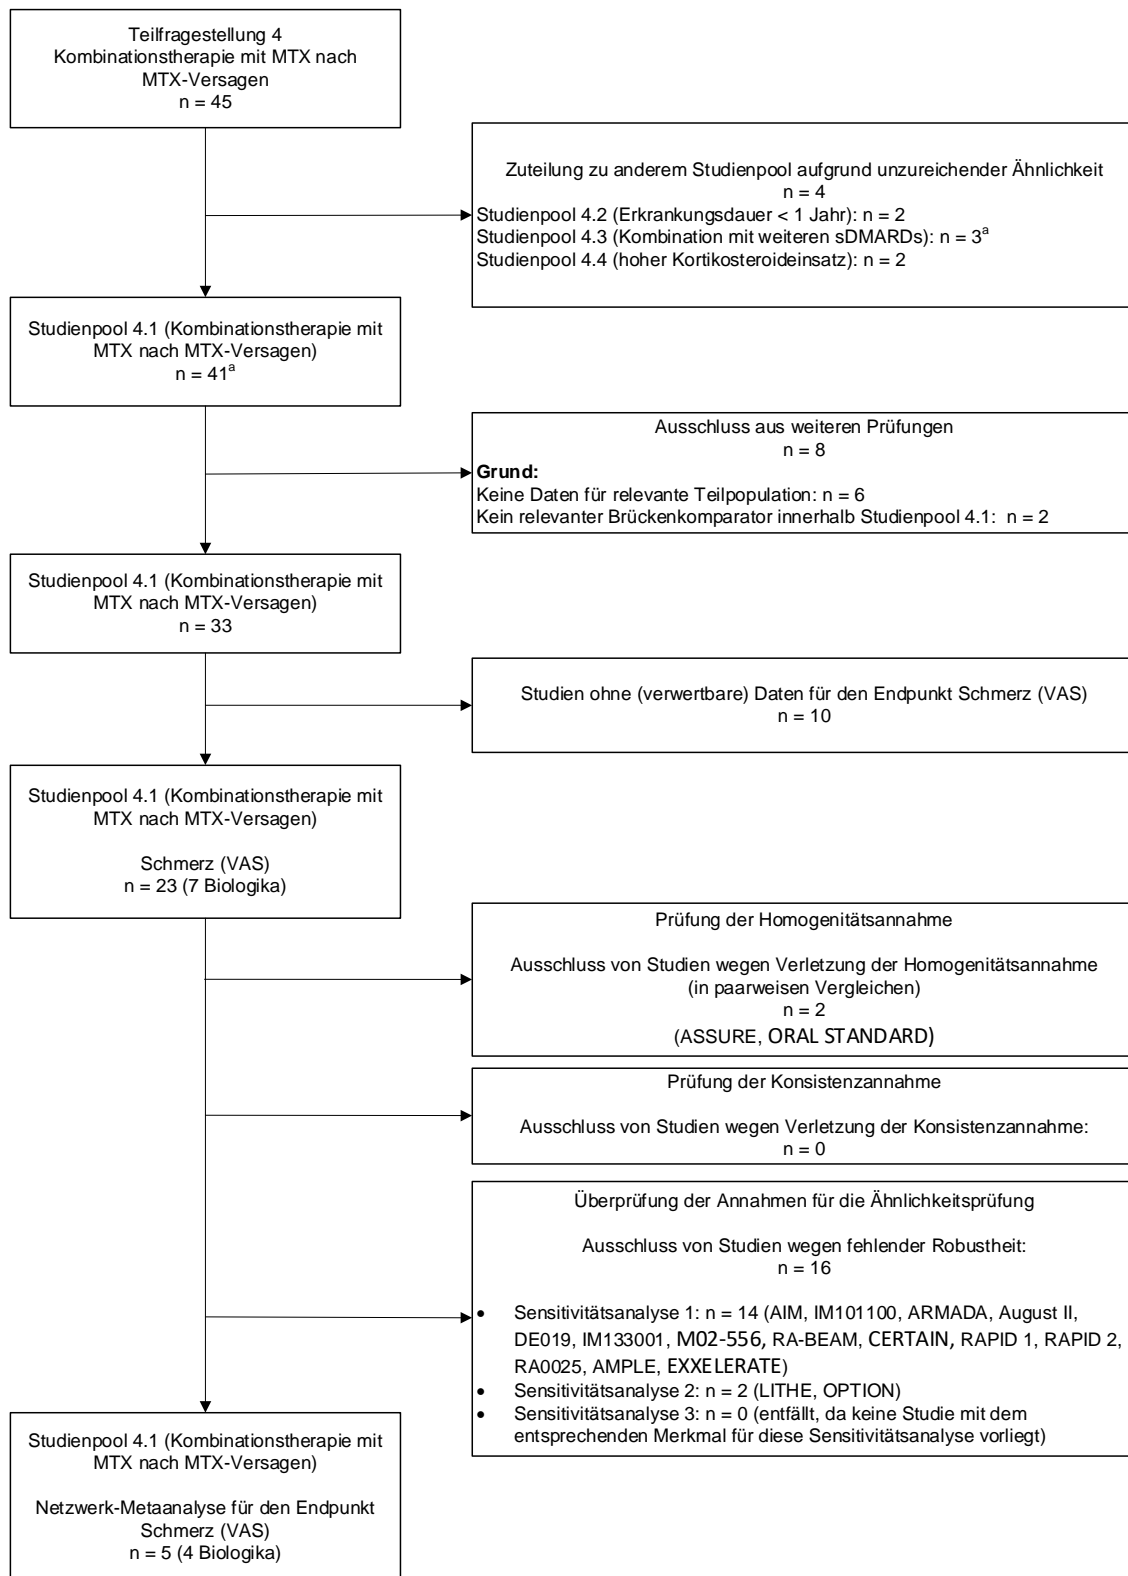 Teilfragestellung 4
Kombinationstherapie mit MTX nach
MTX-Versagen
n = 45
Zuteilung zu anderem Studienpool aufgrund unzureichender Ähnlichkeit
n = 4
Studienpool 4.2 (Erkrankungsdauer < 1 Jahr): n = 2
Studienpool 4.3 (Kombination mit weiteren sDMARDs): n = 3a
Studienpool 4.4 (hoher Kortikosteroideinsatz): n = 2
Studienpool 4.1 (Kombinationstherapie mit
MTX nach MTX-Versagen)
n = 41a
Ausschluss aus weiteren Prüfungen
n = 8
Grund:
Keine Daten für relevante Teilpopulation: n = 6
Kein relevanter Brückenkomparator innerhalb Studienpool 4.1: n = 2
Studienpool 4.1 (Kombinationstherapie mit
MTX nach MTX-Versagen)
n = 33
Studien ohne (verwertbare) Daten für den Endpunkt Schmerz (VAS)
n = 10
Studienpool 4.1 (Kombinationstherapie mit
MTX nach MTX-Versagen)
Schmerz (VAS)
n = 23 (7 Biologika)
Prüfung der Homogenitätsannahme
Ausschluss von Studien wegen Verletzung der Homogenitätsannahme
(in paarweisen Vergleichen)
n = 2
(ASSURE, ORAL STANDARD)
Prüfung der Konsistenzannahme
Ausschluss von Studien wegen Verletzung der Konsistenzannahme:
n = 0
Überprüfung der Annahmen für die Ähnlichkeitsprüfung
Ausschluss von Studien wegen fehlender Robustheit:
n = 16
• Sensitivitätsanalyse 1: n = 14 (AIM, IM101100, ARMADA, August II,
DE019, IM133001, M02-556, RA-BEAM, CERTAIN, RAPID 1, RAPID 2,
RA0025, AMPLE, EXXELERATE)
• Sensitivitätsanalyse 2: n = 2 (LITHE, OPTION)
• Sensitivitätsanalyse 3: n = 0 (entfällt, da keine Studie mit dem
entsprechenden Merkmal für diese Sensitivitätsanalyse vorliegt)
Studienpool 4.1 (Kombinationstherapie mit
MTX nach MTX-Versagen)
Netzwerk-Metaanalyse für den Endpunkt
Schmerz (VAS)
n = 5 (4 Biologika)